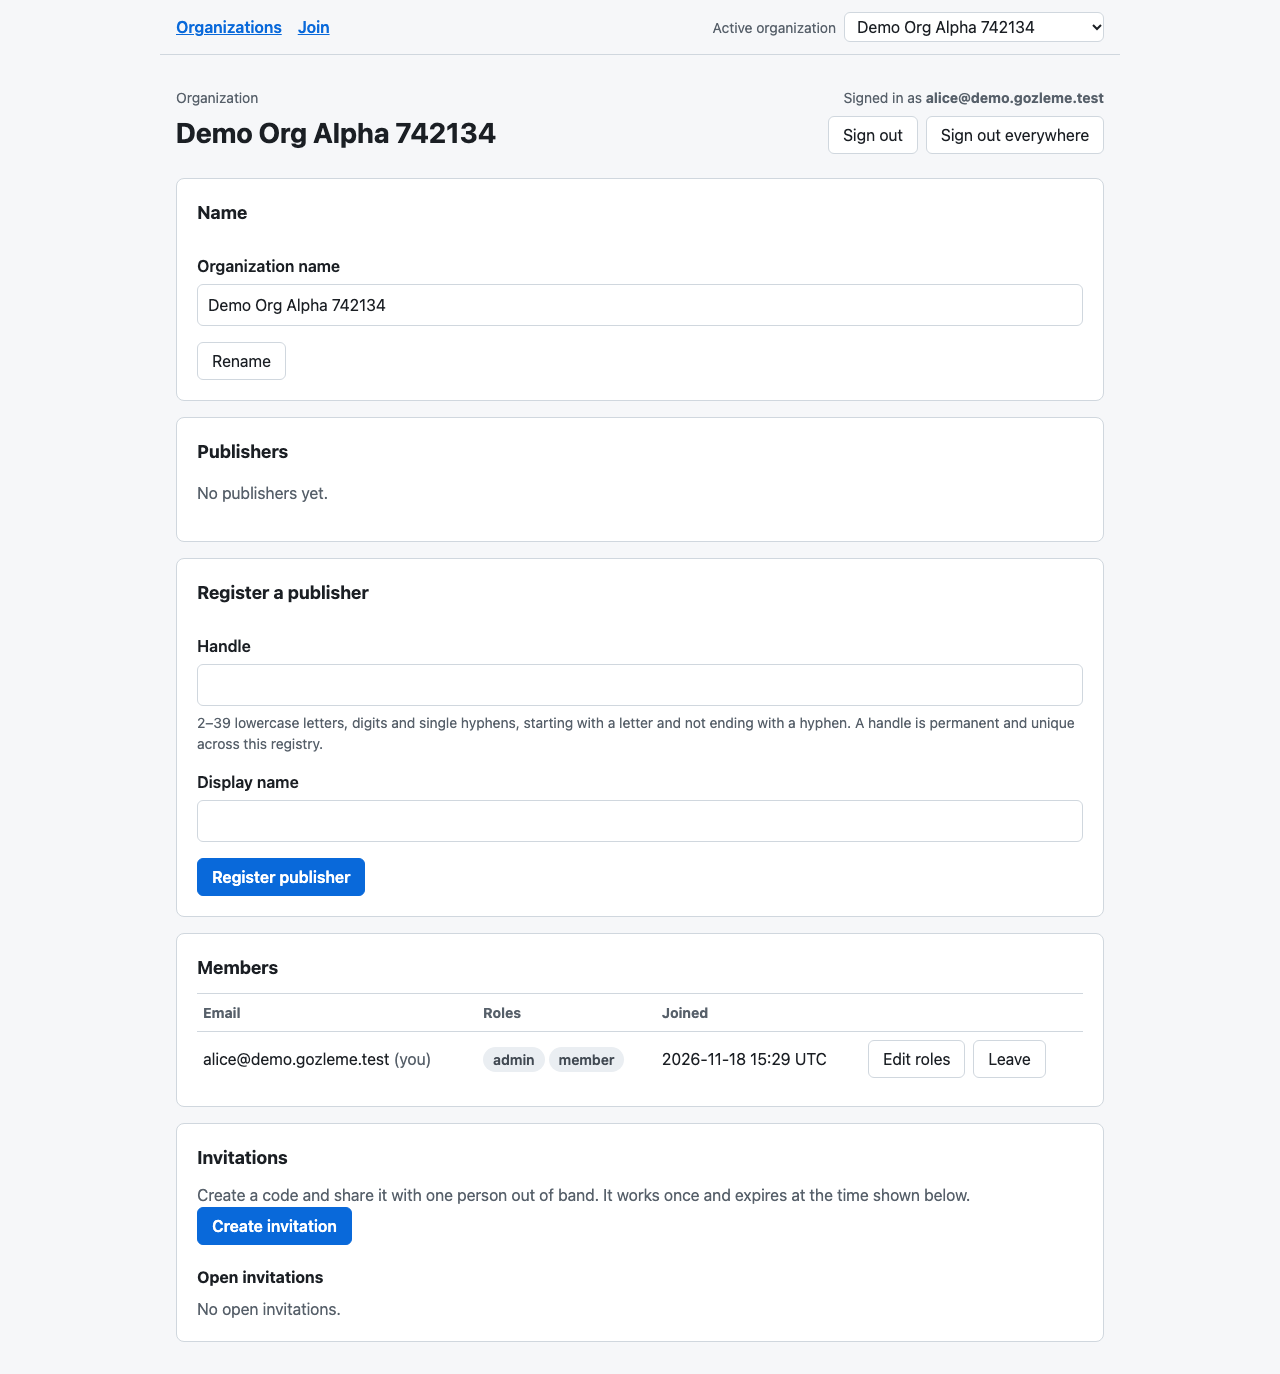 Organizations Join
Active organization Demo Org Alpha 742134
Organization
Signed in as alice@demo.gozleme.test
Demo Org Alpha 742134
Sign out Sign out everywhere
Name
Organization name
Demo Org Alpha 742134
Rename
Publishers
No publishers yet.
Register a publisher
Handle
2–39 lowercase letters, digits and single hyphens, starting with a letter and not ending with a hyphen. A handle is permanent and unique
across this registry.
Display name
Register publisher
Members
Email Roles Joined
alice@demo.gozleme.test (you) admin member 2026-11-18 15:29 UTC Edit roles Leave
Invitations
Create a code and share it with one person out of band. It works once and expires at the time shown below.
Create invitation
Open invitations
No open invitations.